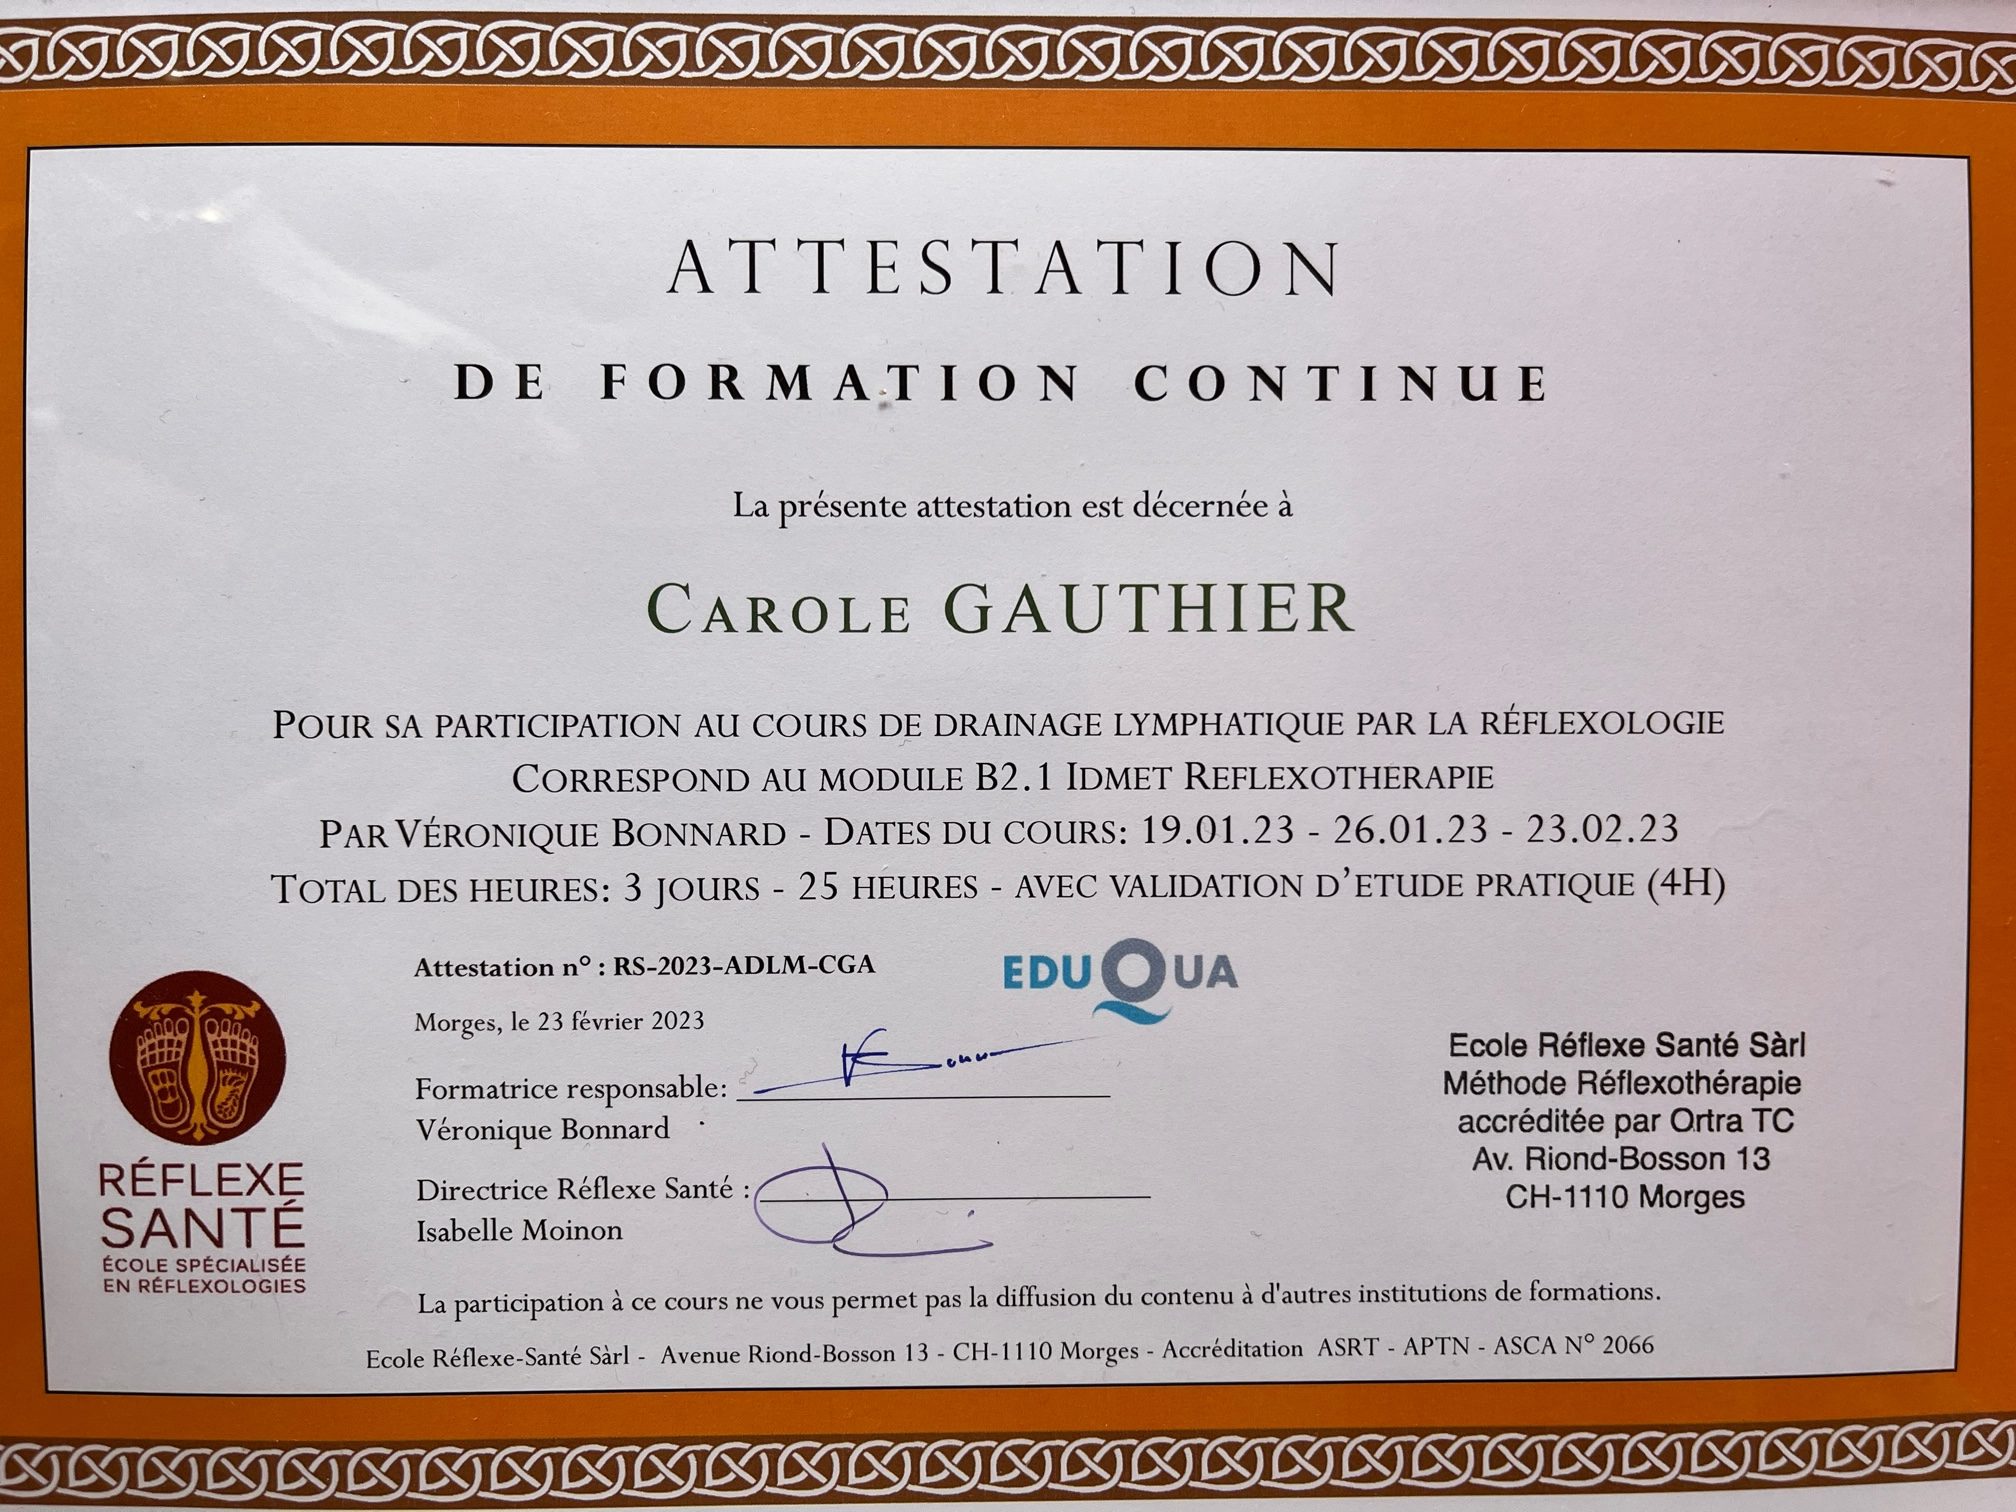 ATTESTATION
DE FORMATION CONTINUE
La présente attestation est décernée à
CAROLE GAUTHIER
POUR SA PARTICIPATION AU COURS DE DRAINAGE LYMPHATIQUE PAR LA RÉFLEXOLOGIE
CORRESPOND AU MODULE B2.1 IDMET REFLEXOTHERAPIE
PAR VÉRONIQUE BONNARD - DATES DU COURS: 19.01.23 - 26.01.23 - 23.02.23
TOTAL DES HEURES: 3 JOURS - 25 HEURES - AVEC VALIDATION D'ETUDE PRATIQUE (4H)
Attestation n° : RS-2023-ADLM-CGA
EDUQUA
Morges, le 23 février 2023
Formatrice responsable:
Véronique Bonnard
Directrice Réflexe Santé :
Isabelle Moinon
Ecole Réflexe Santé Sàrl
Méthode Réflexothérapie
accréditée par Ortra TC
Av. Riond-Bosson 13
CH-1110 Morges
RÉFLEXE
SANTÉ
ÉCOLE SPÉCIALISÉE
EN RÉFLEXOLOGIES
La participation à ce cours ne vous permet pas la diffusion du contenu à d'autres institutions de formations.
Ecole Réflexe-Santé Sàrl - Avenue Riond-Bosson 13 - CH-1110 Morges - Accréditation ASRT - APTN - ASCA N° 2066